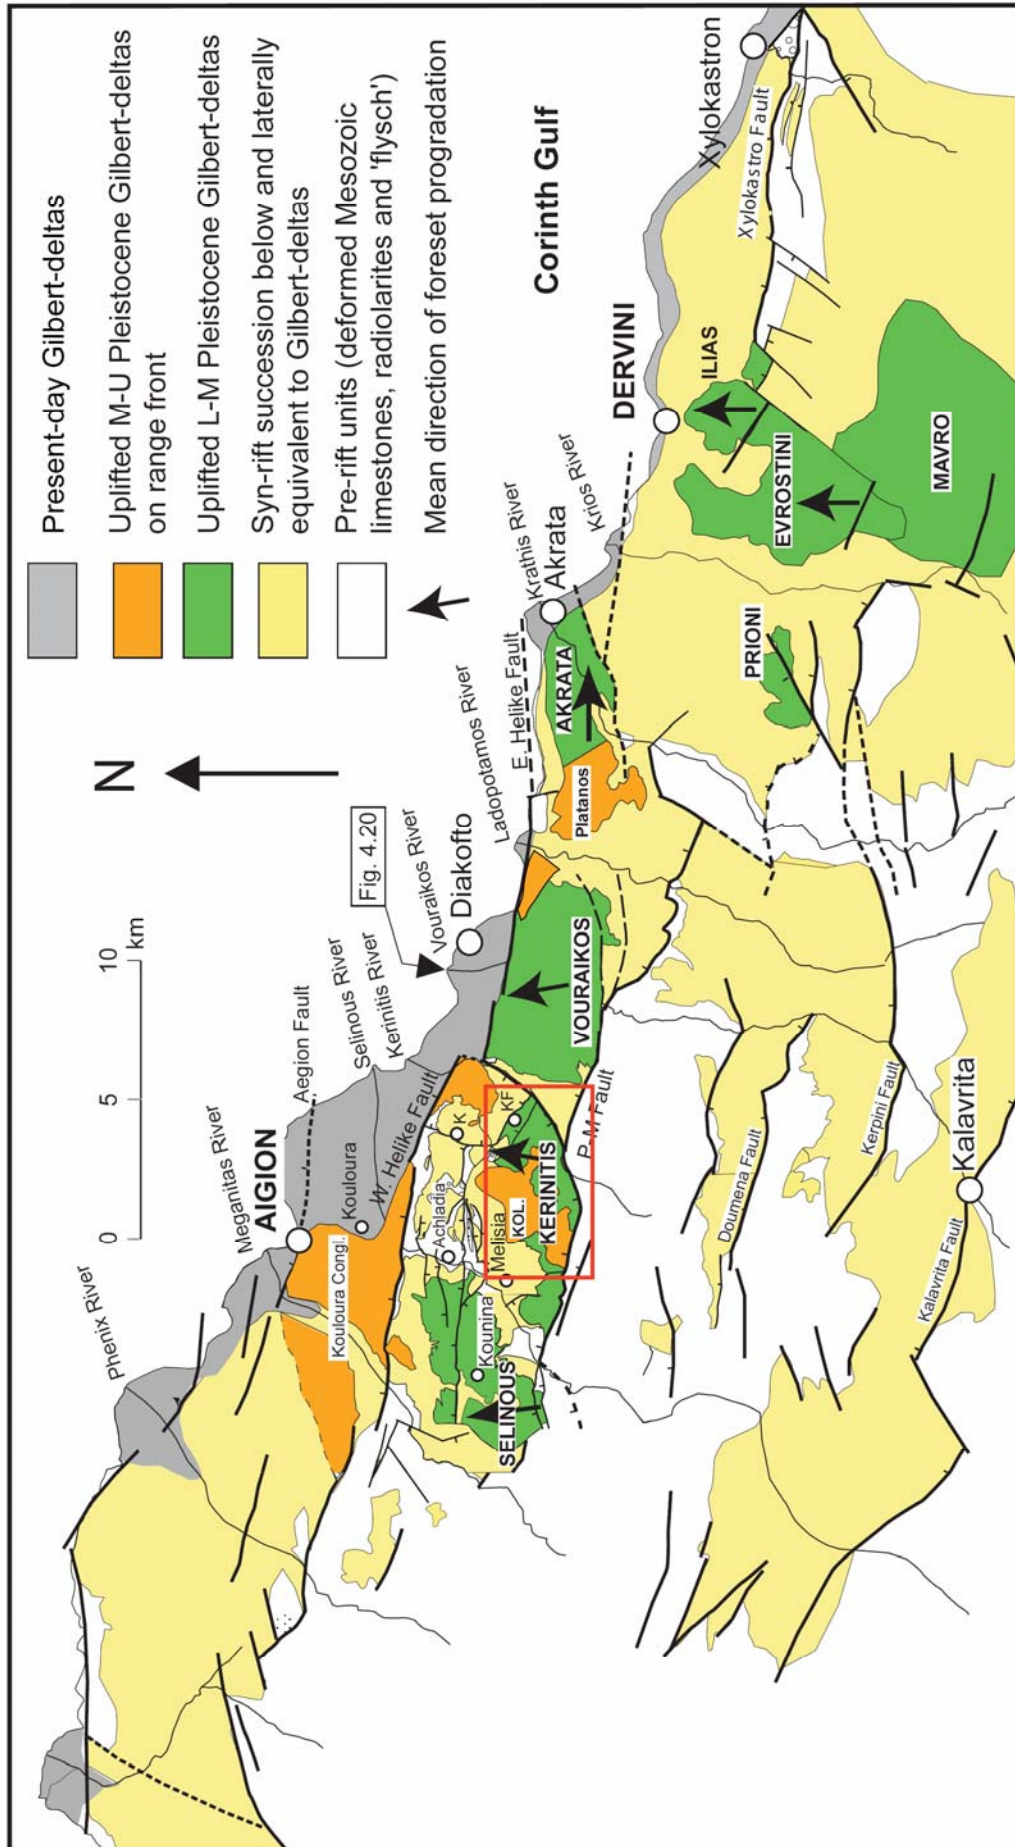 Present-day Gilbert-deltas
Uplifted M-U Pleistocene Gilbert-deltas
on range front
Uplifted L-M Pleistocene Gilbert-deltas
Syn-rift succession below and laterally
equivalent to Gilbert-deltas
Pre-rift units (deformed Mesozoic
limestones, radiolarites and 'flysch')
Mean direction of foreset progradation
N
0
5
10
km
Fig. 4.20
Phenix River
Meganitas River
AIGION
Aegion Fault
Selinous River
Kerinitis River
Vouraikos River
Diakofto
Ladopotamos River
E. Helike Fault
Krathis River
Akrata
Krios River
DERVINI
Corinth Gulf
Xylokastron
Xylokastro Fault
Kouloura
Kouloura Congl.
W. Helike Fault
Achladia
K
KF
Melisia
KOL.
KERINITIS
Kounina
SELINOUS
VOURAIKOS
P-M Fault
Platanos
AKRATA
ILIAS
EVROSTINI
MAVRO
PRIONI
Doumena Fault
Kerpini Fault
Kalavrita Fault
Kalavrita